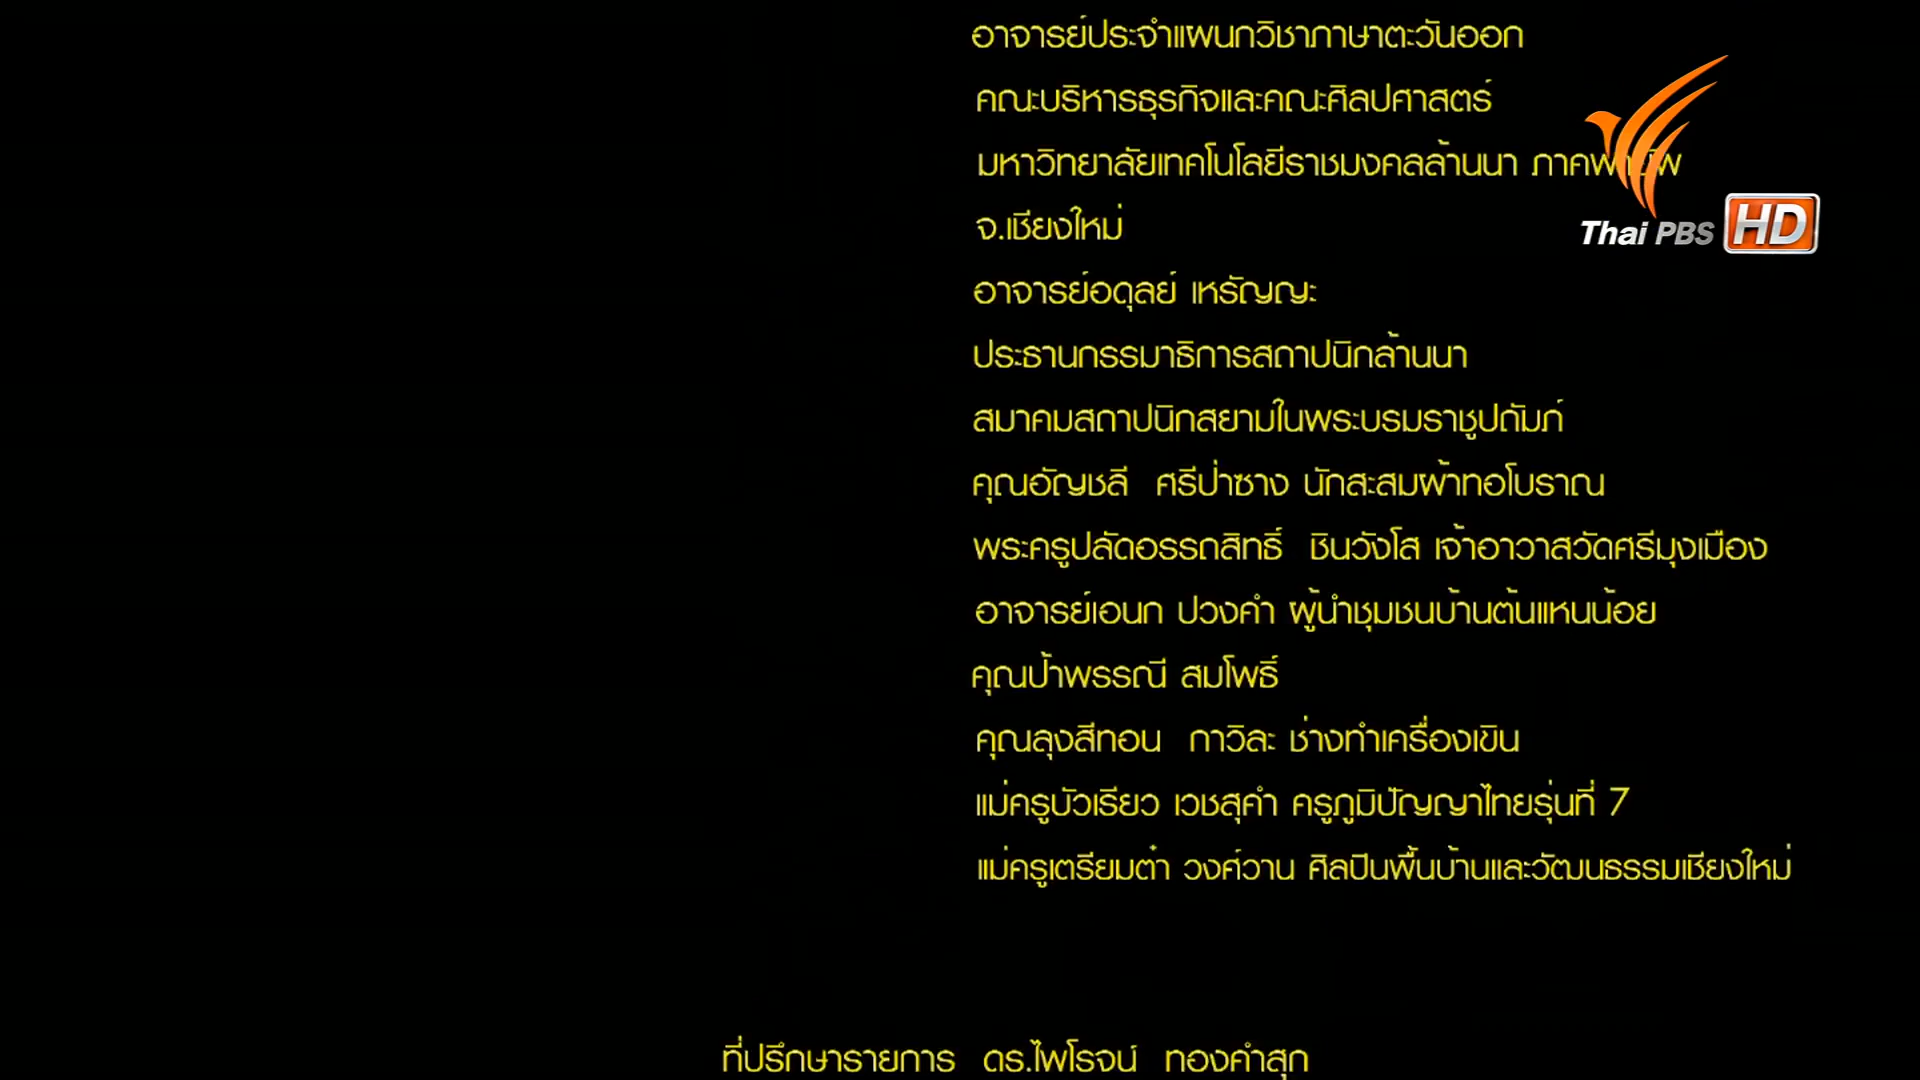 อาจารย์ประจำแผนกวิชาภาษาตะวันออก
คณะบริหารธุรกิจและคณะศิลปศาสตร์
มหาวิทยาลัยเทคโนโลยีราชมงคลล้านนา
จ.เชียงใหม่
Thai PBS HD
อาจารย์อดุลย์ เหรัญญะ
ประธานกรรมาธิการสถาปนิกล้านนา
สมาคมสถาปนิกสยามในพระบรมราชูปถัมภ์
คุณอัญชลี ศรีป่าซาง นักสะสมผ้าทอโบราณ
พระครูปลัดอรรถสิทธิ์ ชินวังโส เจ้าอาวาสวัดศรีมุงเมือง
อาจารย์เอนก ปวงคำ ผู้นำชุมชนบ้านต้นแหนน้อย
คุณป้าพรรณี สมโพธิ์
คุณลุงสีทอน กาวิละ ช่างทำเครื่องเขิน
แม่ครูบัวเรียว เวชสุคำ ครูภูมิปัญญาไทยรุ่นที่ 7
แม่ครูเตรียมต๋า วงศ์วาน ศิลปินพื้นบ้านและวัฒนธรรมเชียงใหม่
ที่ปรึกษารายการ ดร.ไพโรจน์ ทองคำสุก